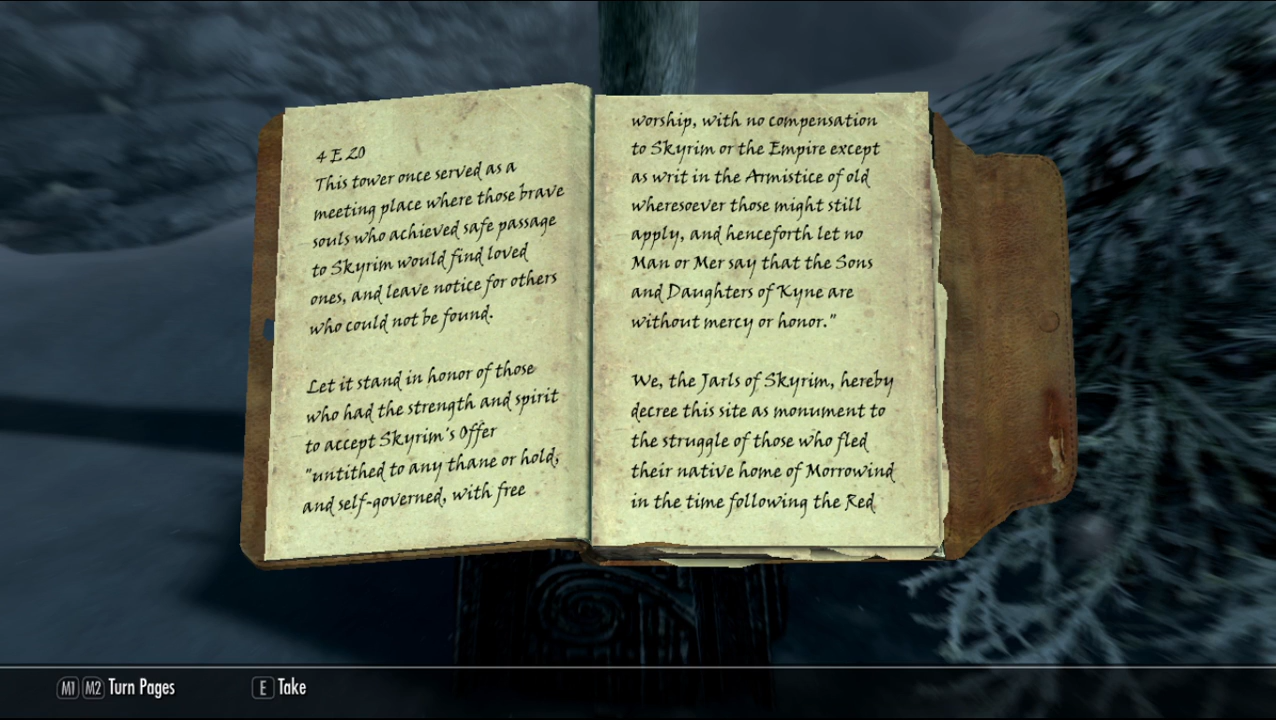 4 E 20
This tower once served as a
meeting place where those brave
souls who achieved safe passage
to Skyrim would find loved
ones, and leave notice for others
who could not be found.
Let it stand in honor of those
who had the strength and spirit
to accept Skyrim's Offer
"untithed to any thane or hold,
and self-governed, with free
worship, with no compensation
to Skyrim or the Empire except
as writ in the Armistice of old
wheresoever those might still
apply, and henceforth let no
Man or Mer say that the Sons
and Daughters of Kyne are
without mercy or honor."
We, the Jarls of Skyrim, hereby
decree this site as monument to
the struggle of those who fled
their native home of Morrowind
in the time following the Red
M1 M2 Turn Pages
E Take